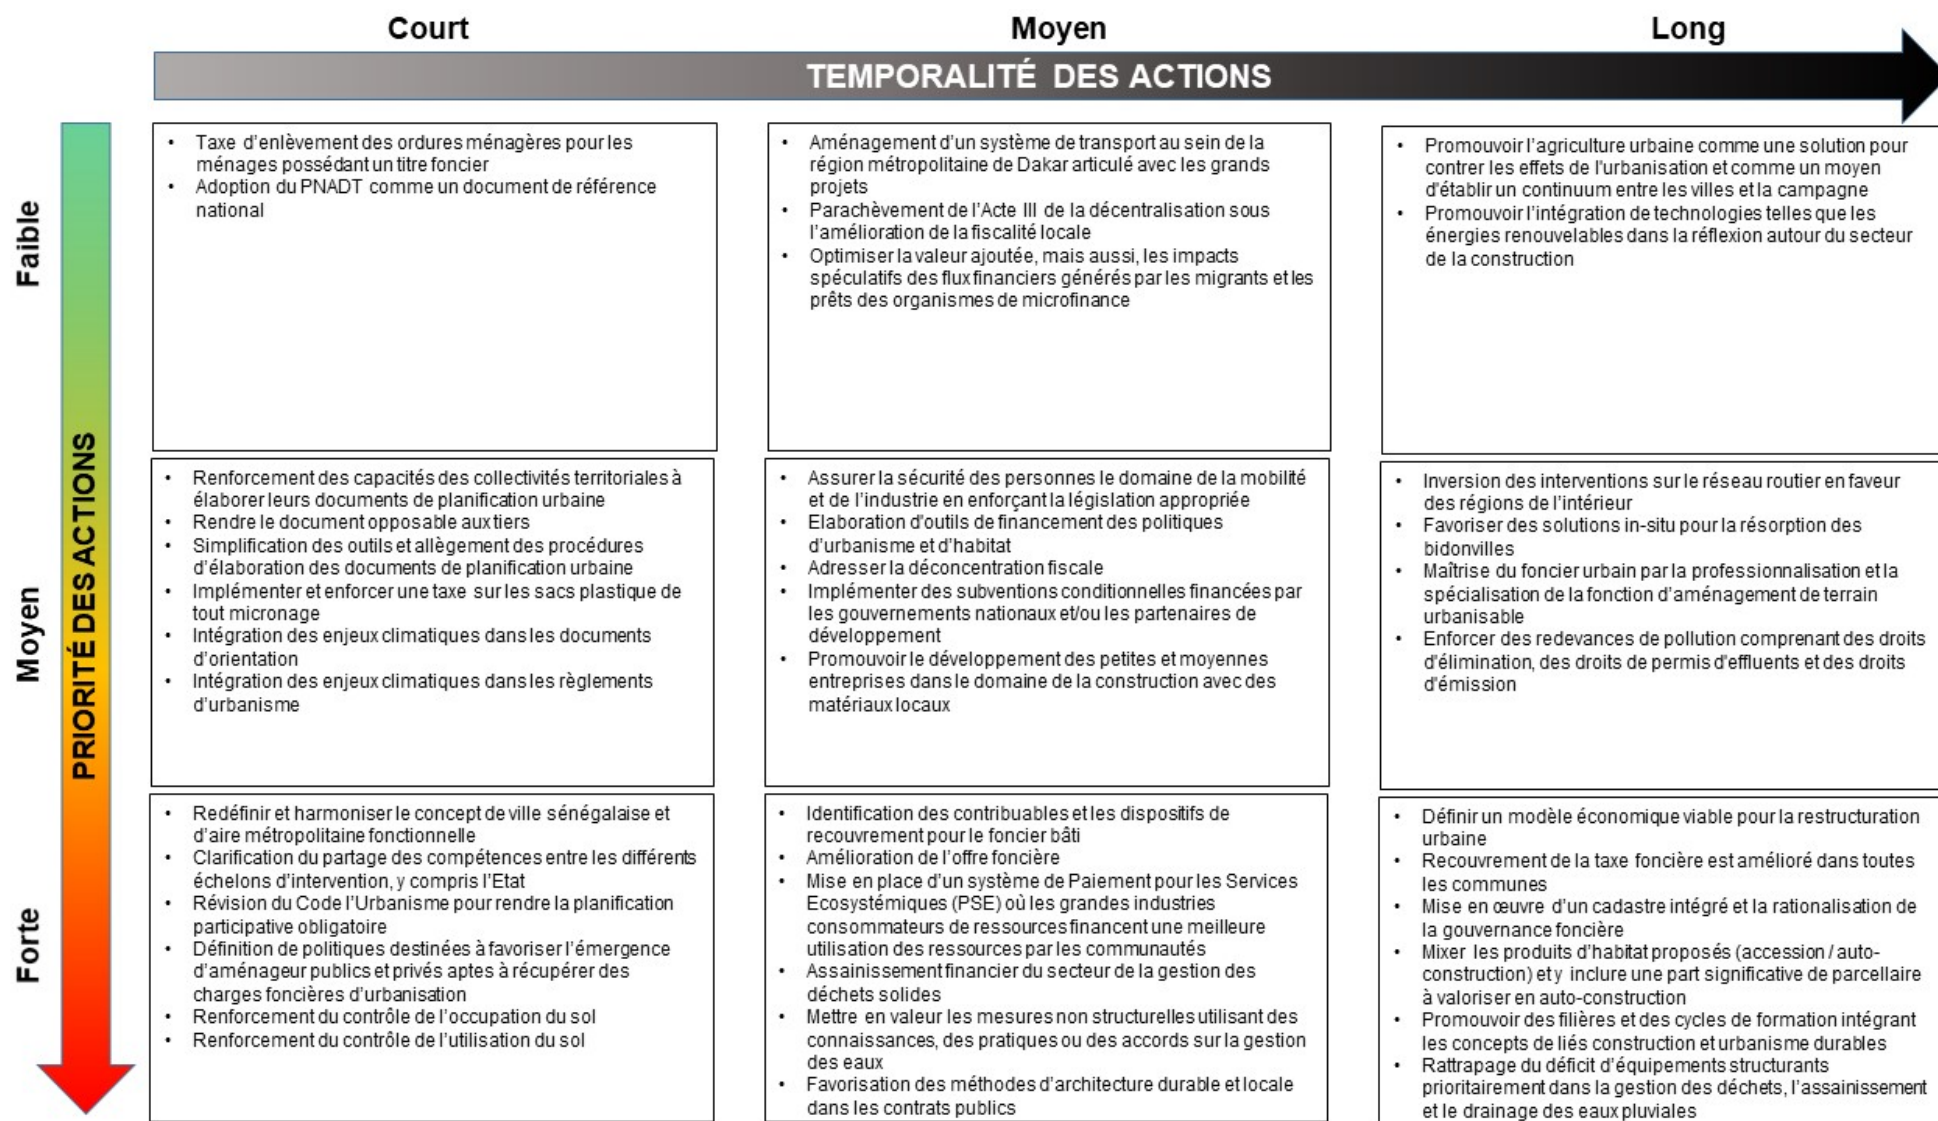 Court
Moyen
Long
TEMPORALITÉ DES ACTIONS
PRIORITÉ DES ACTIONS
Faible
• Taxe d’enlèvement des ordures ménagères pour les
ménages possédant un titre foncier
• Adoption du PNADT comme un document de référence
national
• Aménagement d’un système de transport au sein de la
région métropolitaine de Dakar articulé avec les grands
projets
• Parachèvement de l’Acte III de la décentralisation sous
l’amélioration de la fiscalité locale
• Optimiser la valeur ajoutée, mais aussi, les impacts
spéculatifs des flux financiers générés par les migrants et les
prêts des organismes de microfinance
• Promouvoir l’agriculture urbaine comme une solution pour
contrer les effets de l'urbanisation et comme un moyen
d'établir un continuum entre les villes et la campagne
• Promouvoir l’intégration de technologies telles que les
énergies renouvelables dans la réflexion autour du secteur
de la construction
Moyen
• Renforcement des capacités des collectivités territoriales à
élaborer leurs documents de planification urbaine
• Rendre le document opposable aux tiers
• Simplification des outils et allègement des procédures
d’élaboration des documents de planification urbaine
• Implémenter et enforcer une taxe sur les sacs plastique de
tout micronage
• Intégration des enjeux climatiques dans les documents
d’orientation
• Intégration des enjeux climatiques dans les règlements
d’urbanisme
• Assurer la sécurité des personnes le domaine de la mobilité
et de l’industrie en enforçant la législation appropriée
• Elaboration d'outils de financement des politiques
d’urbanisme et d’habitat
• Adresser la déconcentration fiscale
• Implémenter des subventions conditionnelles financées par
les gouvernements nationaux et/ou les partenaires de
développement
• Promouvoir le développement des petites et moyennes
entreprises dans le domaine de la construction avec des
matériaux locaux
• Inversion des interventions sur le réseau routier en faveur
des régions de l’intérieur
• Favoriser des solutions in-situ pour la résorption des
bidonvilles
• Maîtrise du foncier urbain par la professionnalisation et la
spécialisation de la fonction d’aménagement de terrain
urbanisable
• Enforcer des redevances de pollution comprenant des droits
d'élimination, des droits de permis d'effluents et des droits
d'émission
Forte
• Redéfinir et harmoniser le concept de ville sénégalaise et
d’aire métropolitaine fonctionnelle
• Clarification du partage des compétences entre les différents
échelons d’intervention, y compris l’Etat
• Révision du Code l’Urbanisme pour rendre la planification
participative obligatoire
• Définition de politiques destinées à favoriser l’émergence
d’aménageur publics et privés aptes à récupérer des
charges foncières d’urbanisation
• Renforcement du contrôle de l’occupation du sol
• Renforcement du contrôle de l’utilisation du sol
• Identification des contribuables et les dispositifs de
recouvrement pour le foncier bâti
• Amélioration de l’offre foncière
• Mise en place d’un système de Paiement pour les Services
Ecosystémiques (PSE) où les grandes industries
consommateurs de ressources financent une meilleure
utilisation des ressources par les communautés
• Assainissement financier du secteur de la gestion des
déchets solides
• Mettre en valeur les mesures non structurelles utilisant des
connaissances, des pratiques ou des accords sur la gestion
des eaux
• Favorisation des méthodes d’architecture durable et locale
dans les contrats publics
• Définir un modèle économique viable pour la restructuration
urbaine
• Recouvrement de la taxe foncière est amélioré dans toutes
les communes
• Mise en œuvre d’un cadastre intégré et la rationalisation de
la gouvernance foncière
• Mixer les produits d’habitat proposés (accession / auto-
construction) et y inclure une part significative de parcellaire
à valoriser en auto-construction
• Promouvoir des filières et des cycles de formation intégrant
les concepts de liés construction et urbanisme durables
• Rattrapage du déficit d’équipements structurants
prioritairement dans la gestion des déchets, l’assainissement
et le drainage des eaux pluviales